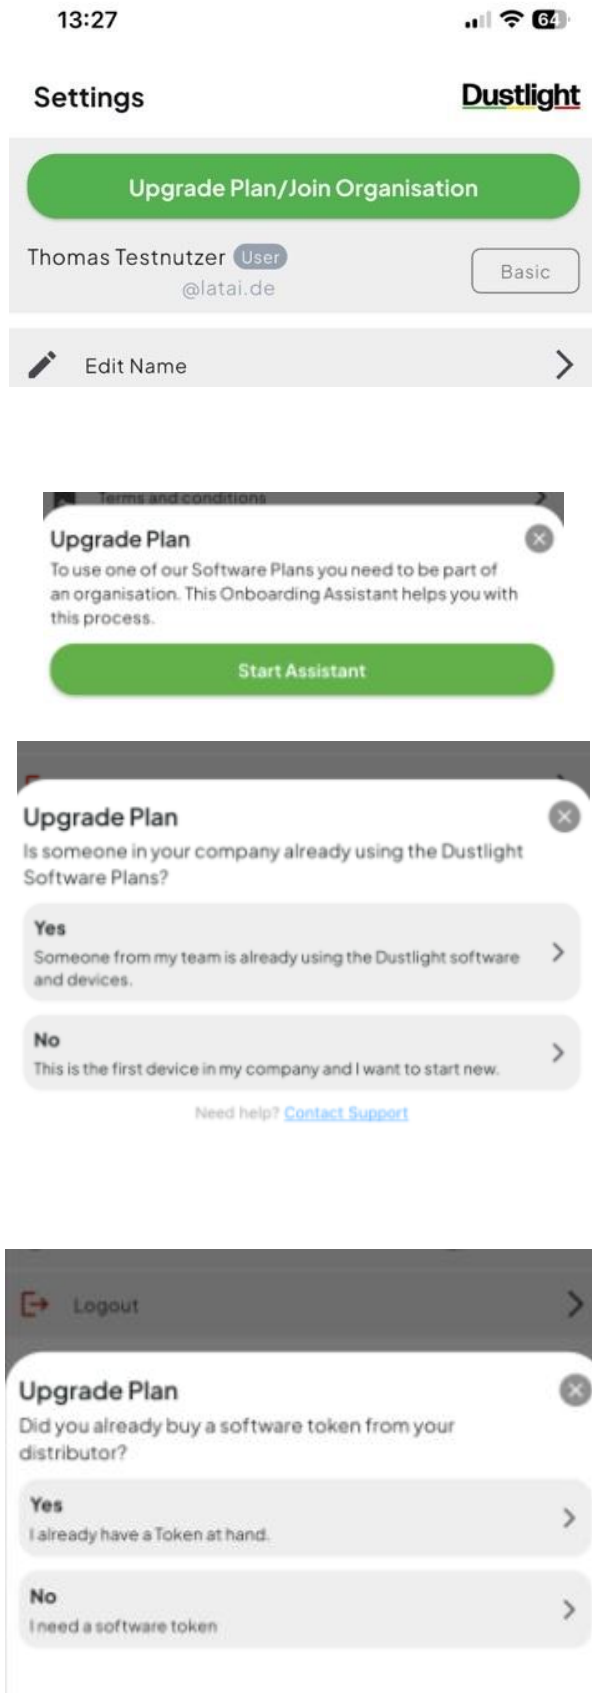 13:27
64
Settings
Dustlight
Upgrade Plan/Join Organisation
Thomas Testnutzer User
@latai.de
Basic
Edit Name
Terms and conditions
Upgrade Plan
To use one of our Software Plans you need to be part of
an organisation. This Onboarding Assistant helps you with
this process.
Start Assistant
Upgrade Plan
Is someone in your company already using the Dustlight
Software Plans?
Yes
Someone from my team is already using the Dustlight software
and devices.
No
This is the first device in my company and I want to start new.
Need help? Contact Support
Logout
Upgrade Plan
Did you already buy a software token from your
distributor?
Yes
I already have a Token at hand.
No
I need a software token